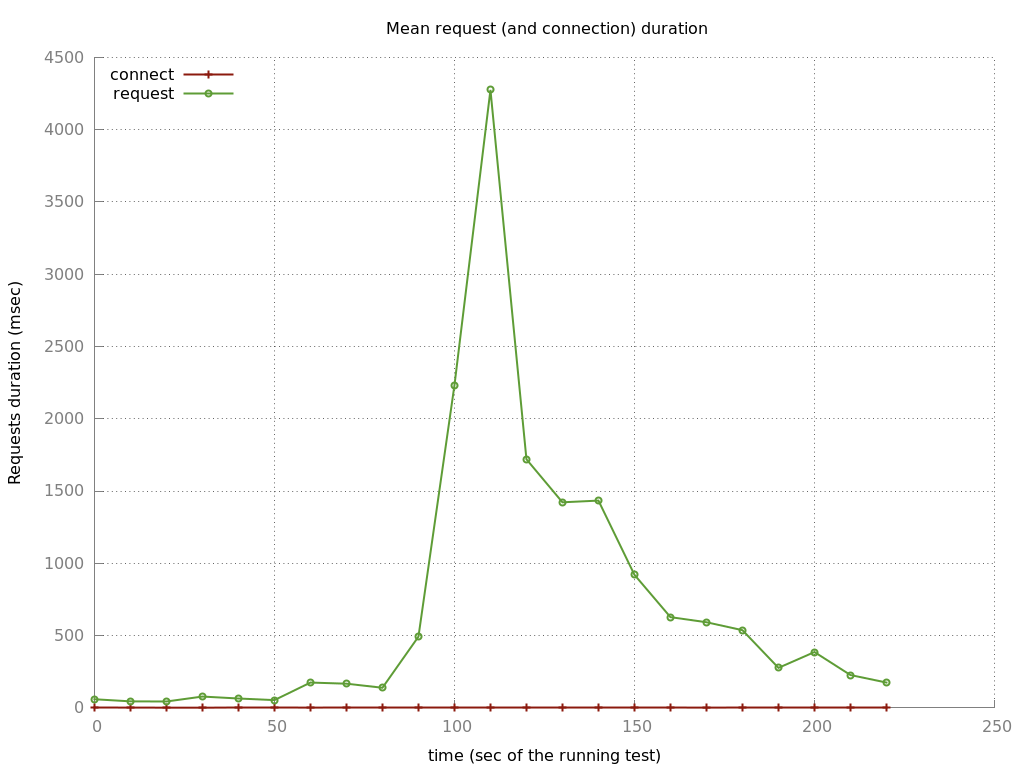 Mean request (and connection) duration
4500
connect
request
4000
3500
3000
2500
2000
1500
1000
500
0
Requests duration (msec)
0 50 100 150 200 250
time (sec of the running test)